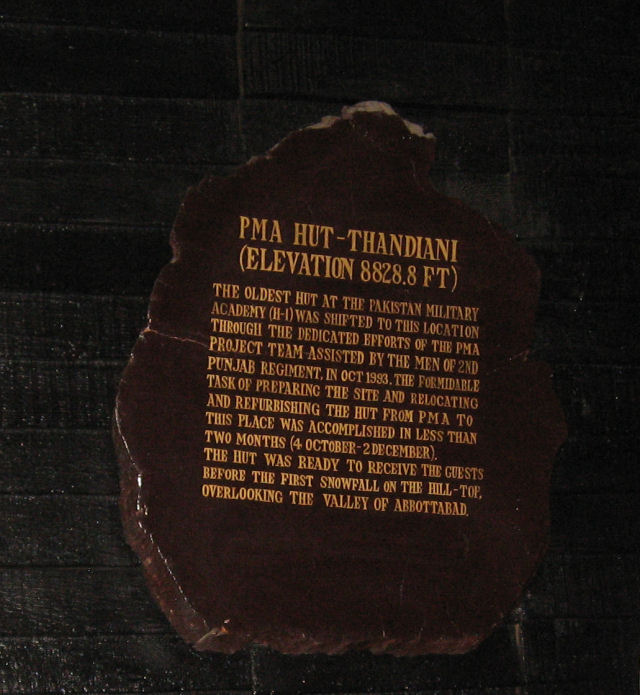 PMA HUT-THANDIANI
(ELEVATION 8828.8 FT)
THE OLDEST HUT AT THE PAKISTAN MILITARY
ACADEMY (H-1) WAS SHIFTED TO THIS LOCATION
THROUGH THE DEDICATED EFFORTS OF THE PMA
PROJECT TEAM ASSISTED BY THE MEN OF 2ND
PUNJAB REGIMENT, IN OCT 1993. THE FORMIDABLE
TASK OF PREPARING THE SITE AND RELOCATING
AND REFURBISHING THE HUT FROM PMA TO
THIS PLACE WAS ACCOMPLISHED IN LESS THAN
TWO MONTHS (4 OCTOBER-2 DECEMBER).
THE HUT WAS READY TO RECEIVE THE GUESTS
BEFORE THE FIRST SNOWFALL ON THE HILL-TOP,
OVERLOOKING THE VALLEY OF ABBOTTABAD.